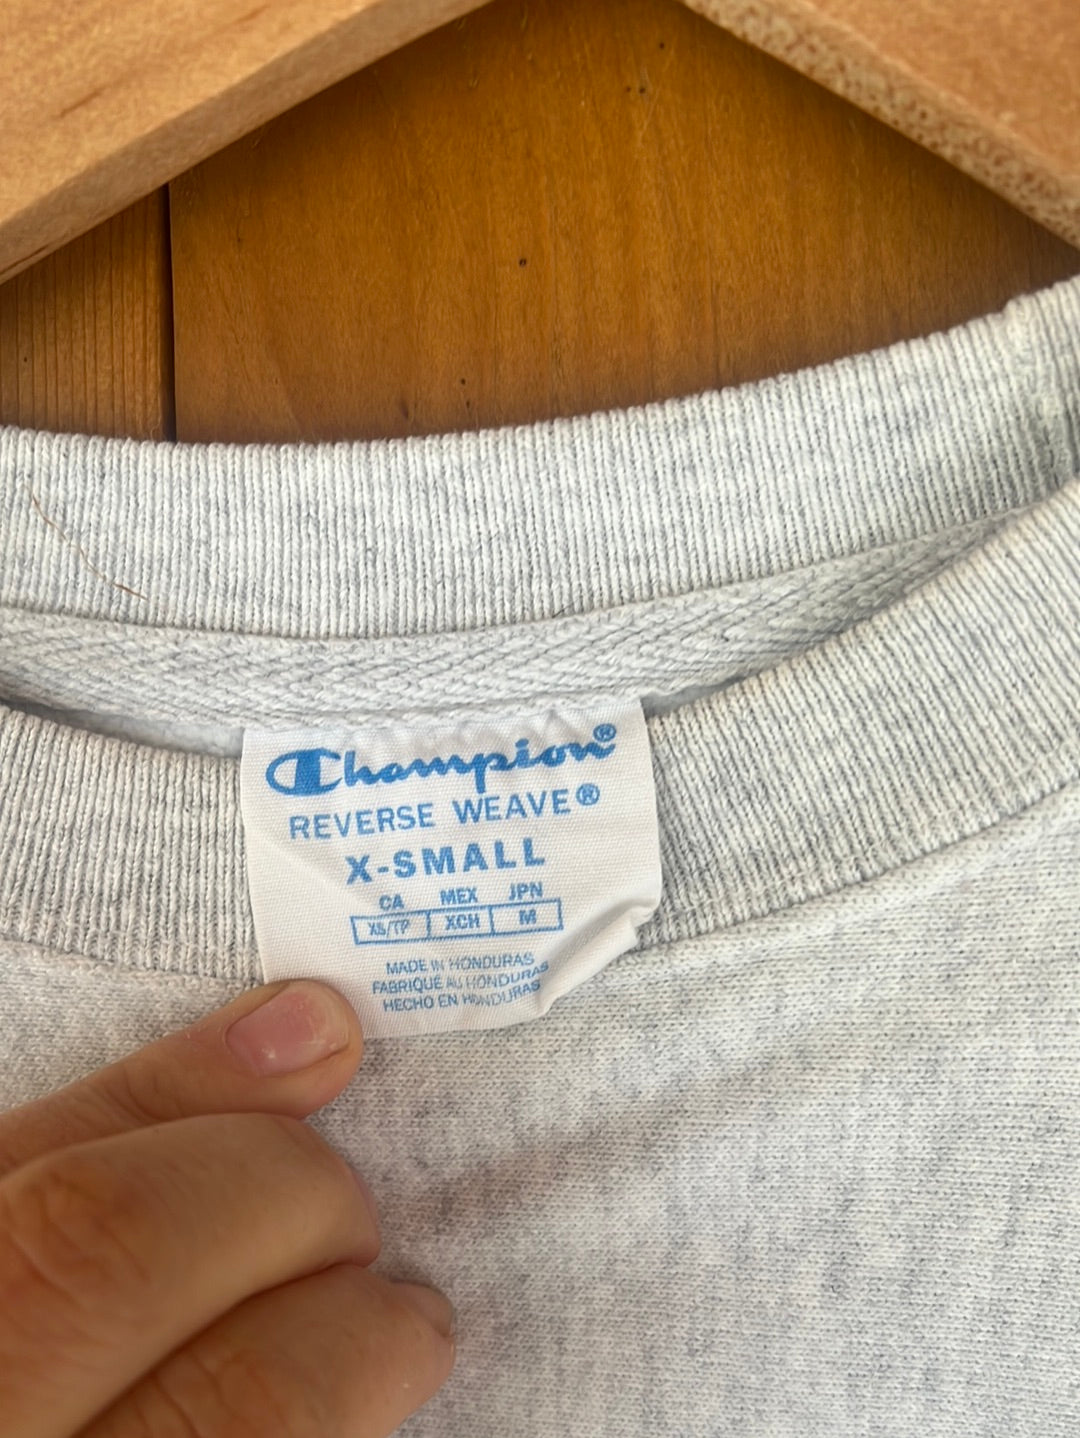 Champion®
REVERSE WEAVE®
X-SMALL
CA MEX JPN
XS/TP XCH M
MADE IN HONDURAS
FABRIQUÉ AU HONDURAS
HECHO EN HONDURAS